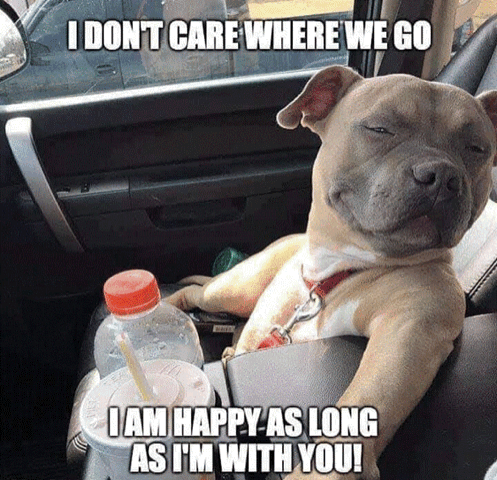 I DON'T CARE WHERE WE GO
I AM HAPPY AS LONG
AS I'M WITH YOU!